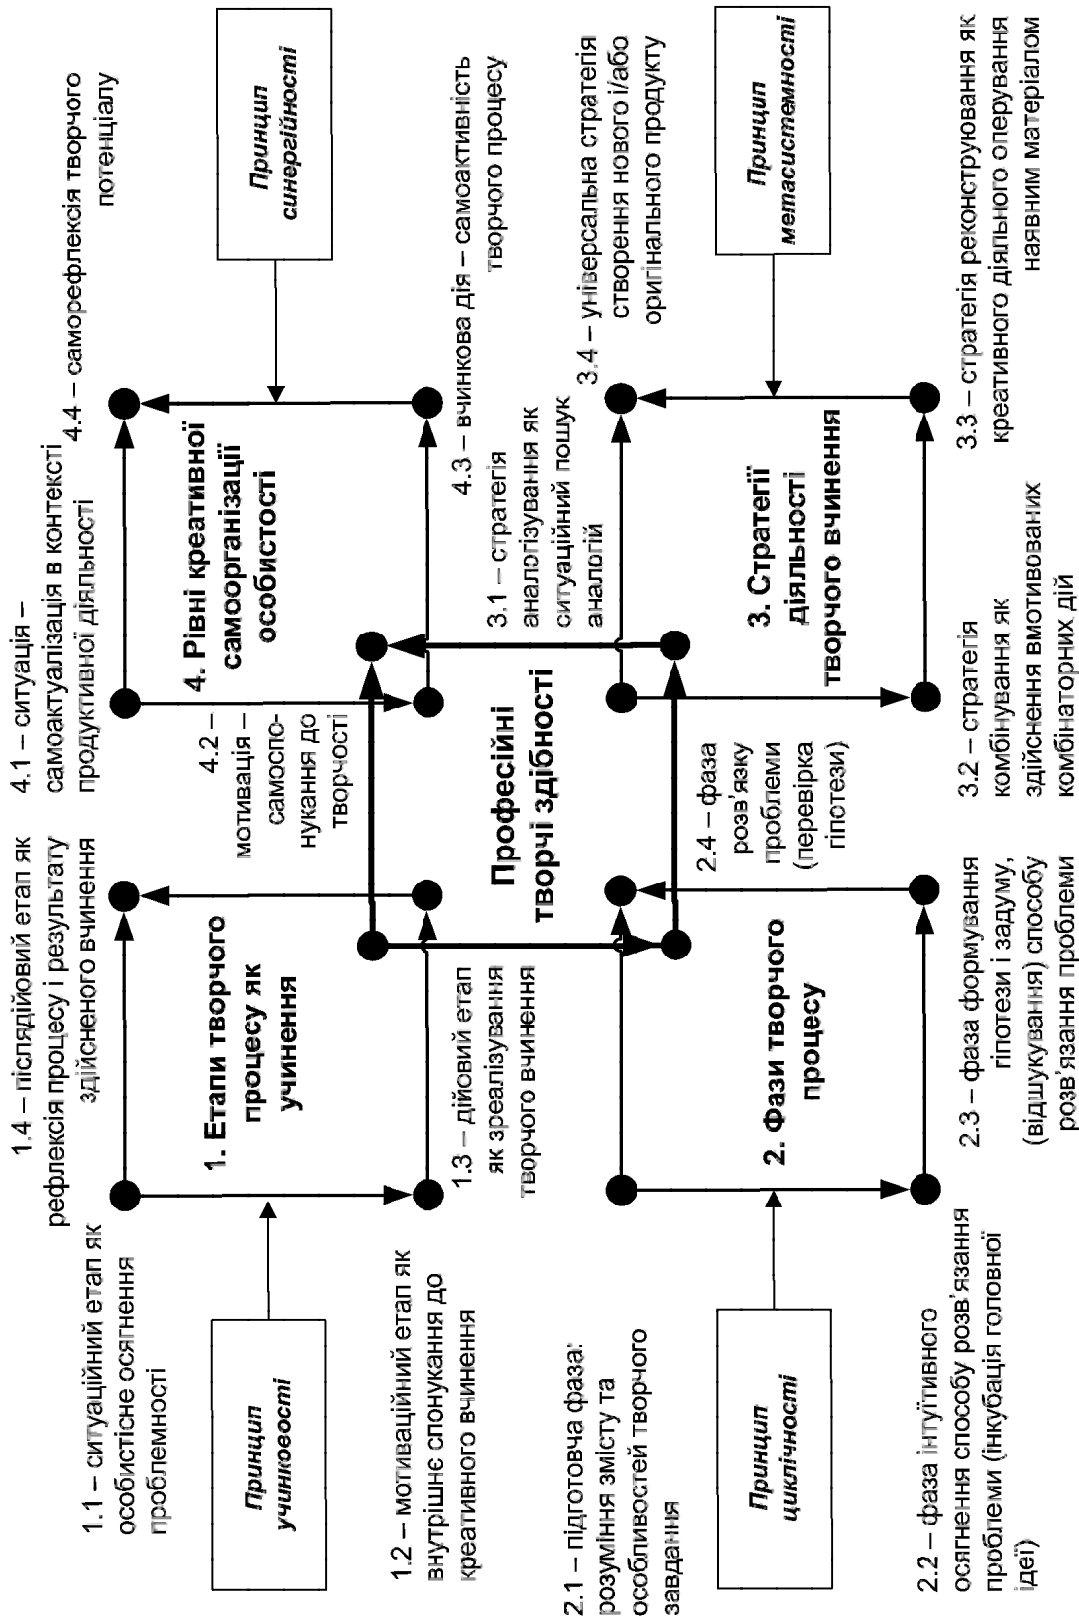 1.1 – ситуаційний етап як
особистісне осягнення
проблемності
1.4 – післядійовий етап як
рефлексія процесу і результату
здійсненого вчинення
4.1 – ситуація –
самоактуалізація в контексті
продуктивної діяльності
4.4 – саморефлексія творчого
потенціалу
Принцип
учинковості
1. Етапи творчого
процесу як
учинення
4. Рівні креативної
самоорганізації
особистості
Принцип
синергійності
1.2 – мотиваційний етап як
внутрішнє спонукання до
креативного вчинення
1.3 – дійовий етап
як зреалізування
творчого вчинення
4.2 –
мотивація –
самоспо-
нукання до
творчості
4.3 – вчинкова дія – самоактивність
творчого процесу
Професійні
творчі здібності
2.1 – підготовча фаза:
розуміння змісту та
особливостей творчого
завдання
2.4 – фаза
розв’язку
проблеми
(перевірка
гіпотези)
3.1 – стратегія
аналогізування як
ситуаційний пошук
аналогій
3.4 – універсальна стратегія
створення нового і/або
оригінального продукту
Принцип
циклічності
2. Фази творчого
процесу
3. Стратегії
діяльності
творчого вчинення
Принцип
метасистемності
2.2 – фаза інтуїтивного
осягнення способу розв’язання
проблеми (інкубація головної
ідеї)
2.3 – фаза формування
гіпотези і задуму,
(відшукування) способу
розв’язання проблеми
3.2 – стратегія
комбінування як
здійснення вмотивованих
комбінаторних дій
3.3 – стратегія реконструювання як
креативного діяльного оперування
наявним матеріалом